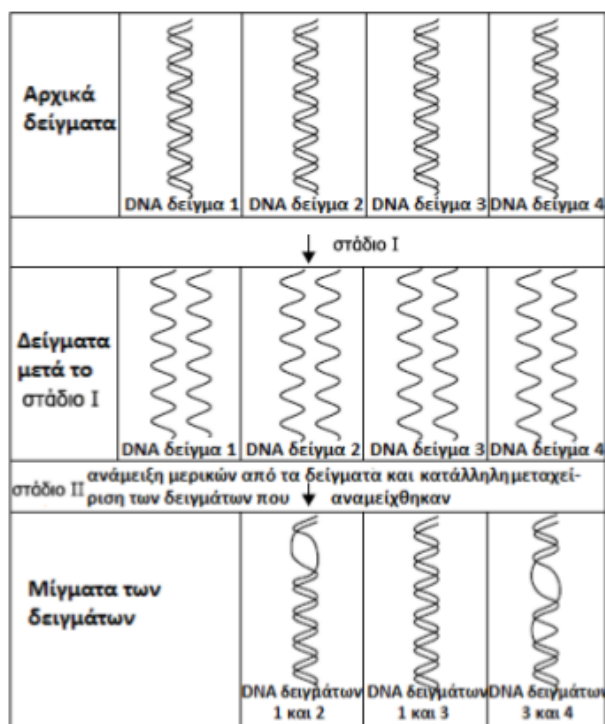 Αρχικά
δείγματα
DNA δείγμα 1 DNA δείγμα 2 DNA δείγμα 3 DNA δείγμα 4
στάδιο I
Δείγματα
μετά το
στάδιο I
DNA δείγμα 1 DNA δείγμα 2 DNA δείγμα 3 DNA δείγμα 4
στάδιο II ανάμειξη μερικών από τα δείγματα και κατάλληλη μεταχεί-
ριση των δειγμάτων που αναμείχθηκαν
Μίγματα των
δειγμάτων
DNA δειγμάτων DNA δειγμάτων DNA δειγμάτων
1 και 2 1 και 3 3 και 4